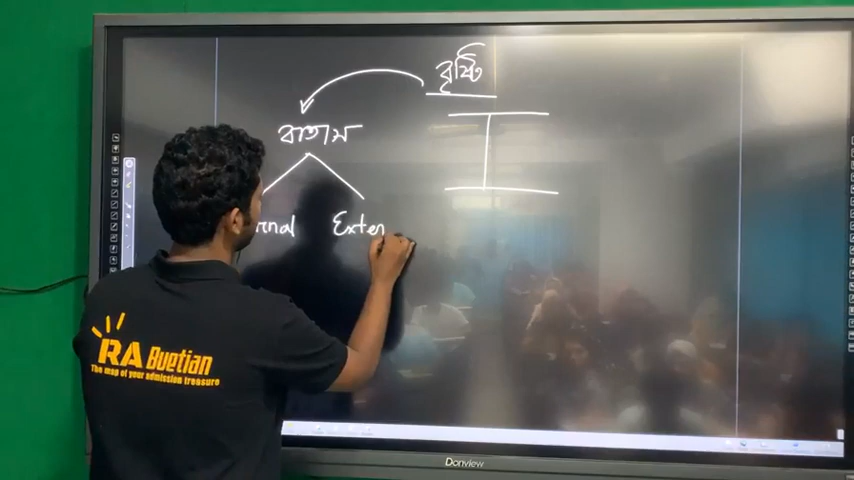 বৃষ্টি
বাতাস
rnal Exten
RA Buetian
The map of your admission treasure
Donview